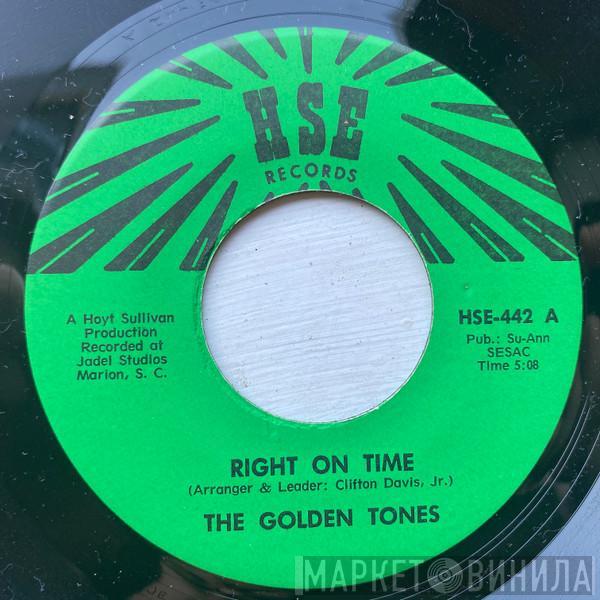 HSE
RECORDS
A Hoyt Sullivan
Production
Recorded at
Jadel Studios
Marion, S. C.
HSE-442 A
Pub.: Su-Ann
SESAC
Time 5:08
RIGHT ON TIME
(Arranger & Leader: Clifton Davis, Jr.)
THE GOLDEN TONES
МАРКЕТ ВИНИЛА